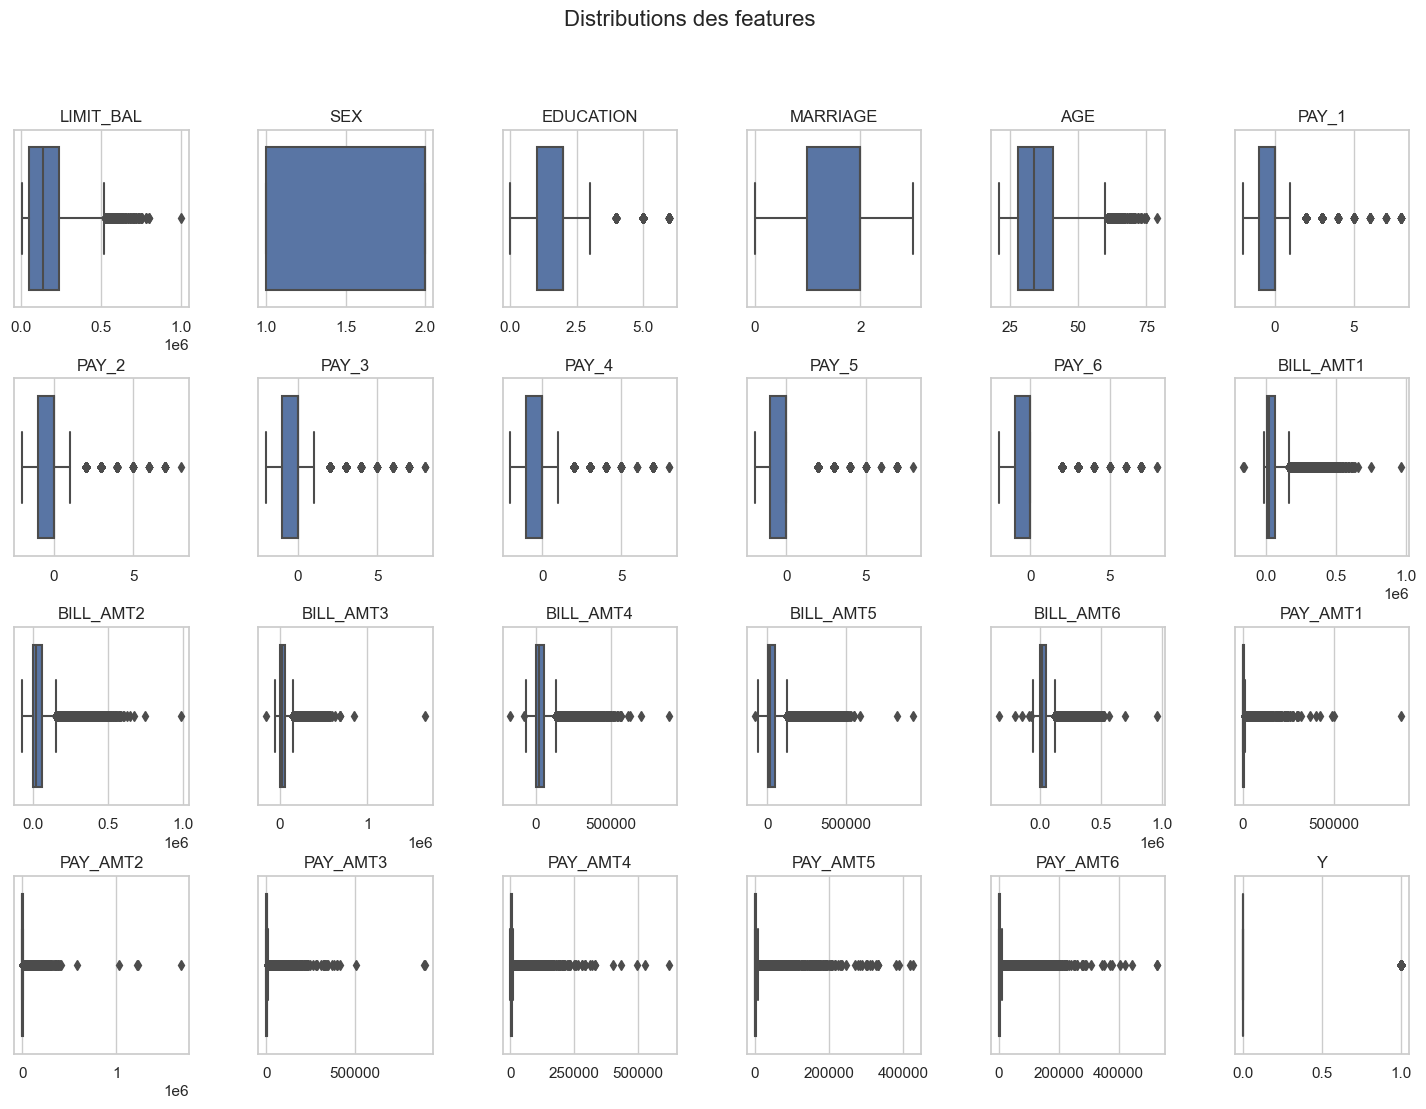 Distributions des features
LIMIT_BAL SEX EDUCATION MARRIAGE AGE PAY_1
0.0 0.5 1.0 1.0 1.5 2.0 0.0 2.5 5.0 0 2 25 50 75 0 5
1e6
PAY_2 PAY_3 PAY_4 PAY_5 PAY_6 BILL_AMT1
0 5 0 5 0 5 0 5 0 5 0.0 0.5 1.0
1e6
BILL_AMT2 BILL_AMT3 BILL_AMT4 BILL_AMT5 BILL_AMT6 PAY_AMT1
0.0 0.5 1.0 0 1 0 500000 0 500000 0.0 0.5 1.0 0 500000
1e6 1e6 1e6
PAY_AMT2 PAY_AMT3 PAY_AMT4 PAY_AMT5 PAY_AMT6 Y
0 1 0 500000 0 250000 500000 0 200000 400000 0 200000 400000 0.0 0.5 1.0
1e6